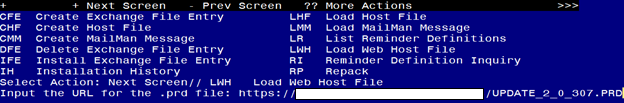 + + Next Screen - Prev Screen ?? More Actions >>>
CFE Create Exchange File Entry LHF Load Host File
CHF Create Host File LMM Load MailMan Message
CMM Create MailMan Message LR List Reminder Definitions
DFE Delete Exchange File Entry LWH Load Web Host File
IFE Install Exchange File Entry RI Reminder Definition Inquiry
IH Installation History RP Repack
Select Action: Next Screen// LWH Load Web Host File
Input the URL for the .prd file: https:// /UPDATE_2_0_307.PRD